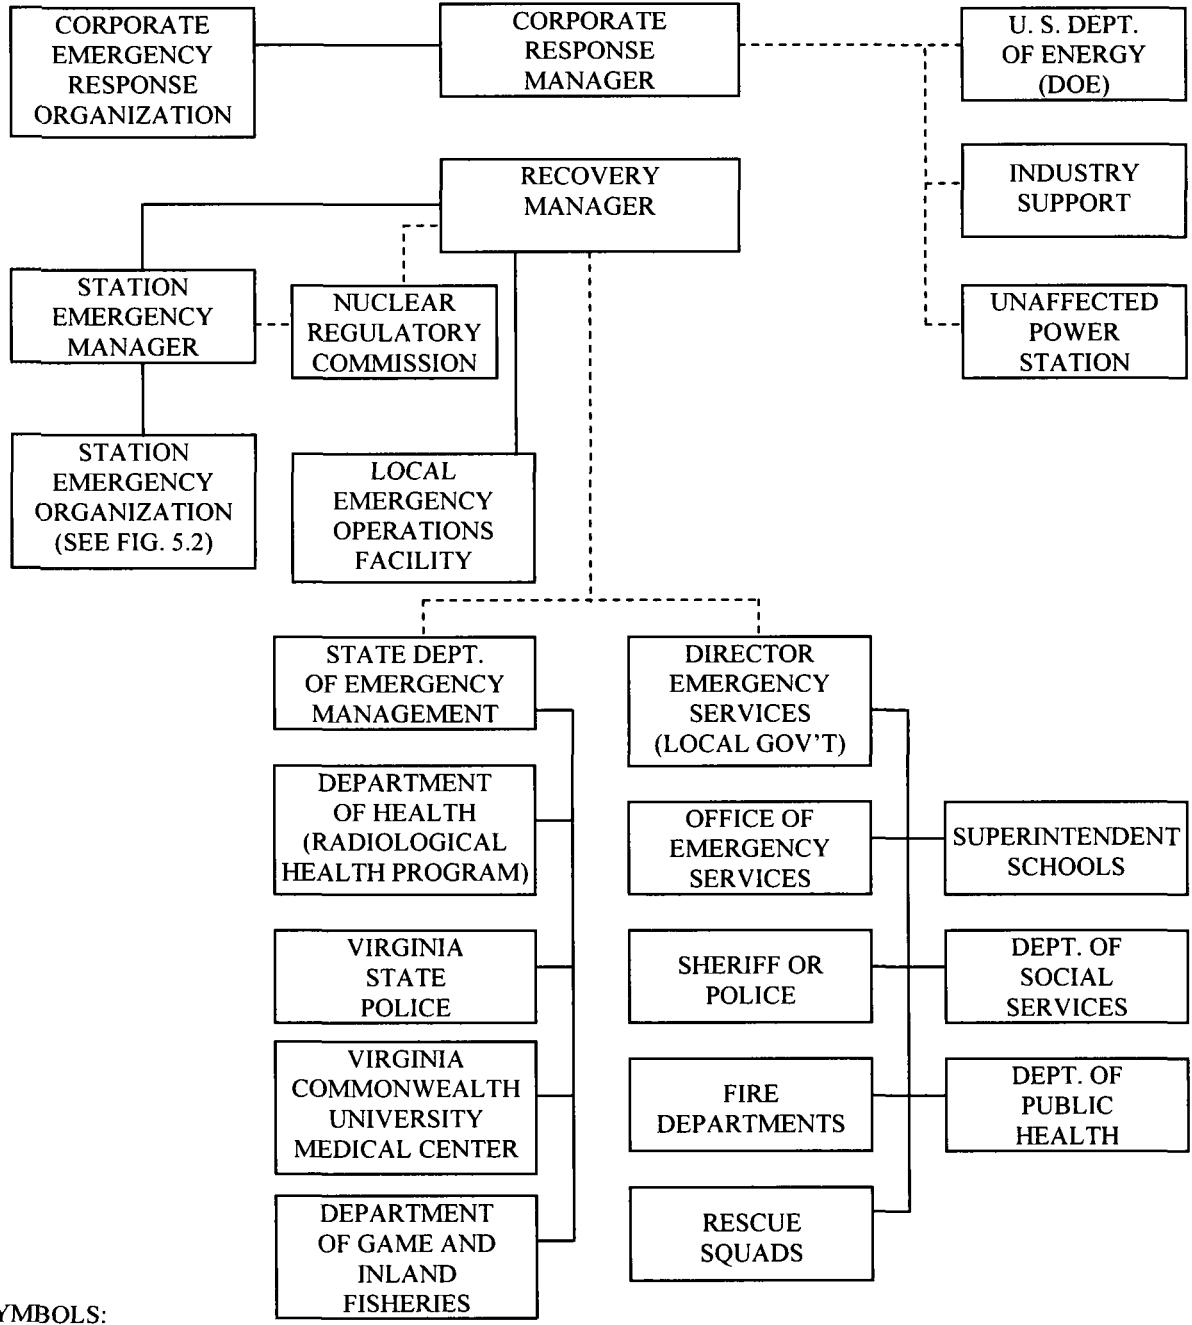 CORPORATE
EMERGENCY
RESPONSE
ORGANIZATION
CORPORATE
RESPONSE
MANAGER
U. S. DEPT.
OF ENERGY
(DOE)
INDUSTRY
SUPPORT
UNAFFECTED
POWER
STATION
RECOVERY
MANAGER
STATION
EMERGENCY
MANAGER
NUCLEAR
REGULATORY
COMMISSION
STATION
EMERGENCY
ORGANIZATION
(SEE FIG. 5.2)
LOCAL
EMERGENCY
OPERATIONS
FACILITY
STATE DEPT.
OF EMERGENCY
MANAGEMENT
DEPARTMENT
OF HEALTH
(RADIOLOGICAL
HEALTH PROGRAM)
VIRGINIA
STATE
POLICE
VIRGINIA
COMMONWEALTH
UNIVERSITY
MEDICAL CENTER
DEPARTMENT
OF GAME AND
INLAND
FISHERIES
DIRECTOR
EMERGENCY
SERVICES
(LOCAL GOV'T)
OFFICE OF
EMERGENCY
SERVICES
SUPERINTENDENT
SCHOOLS
SHERIFF OR
POLICE
DEPT. OF
SOCIAL
SERVICES
FIRE
DEPARTMENTS
DEPT. OF
PUBLIC
HEALTH
RESCUE
SQUADS
YMBOLS: